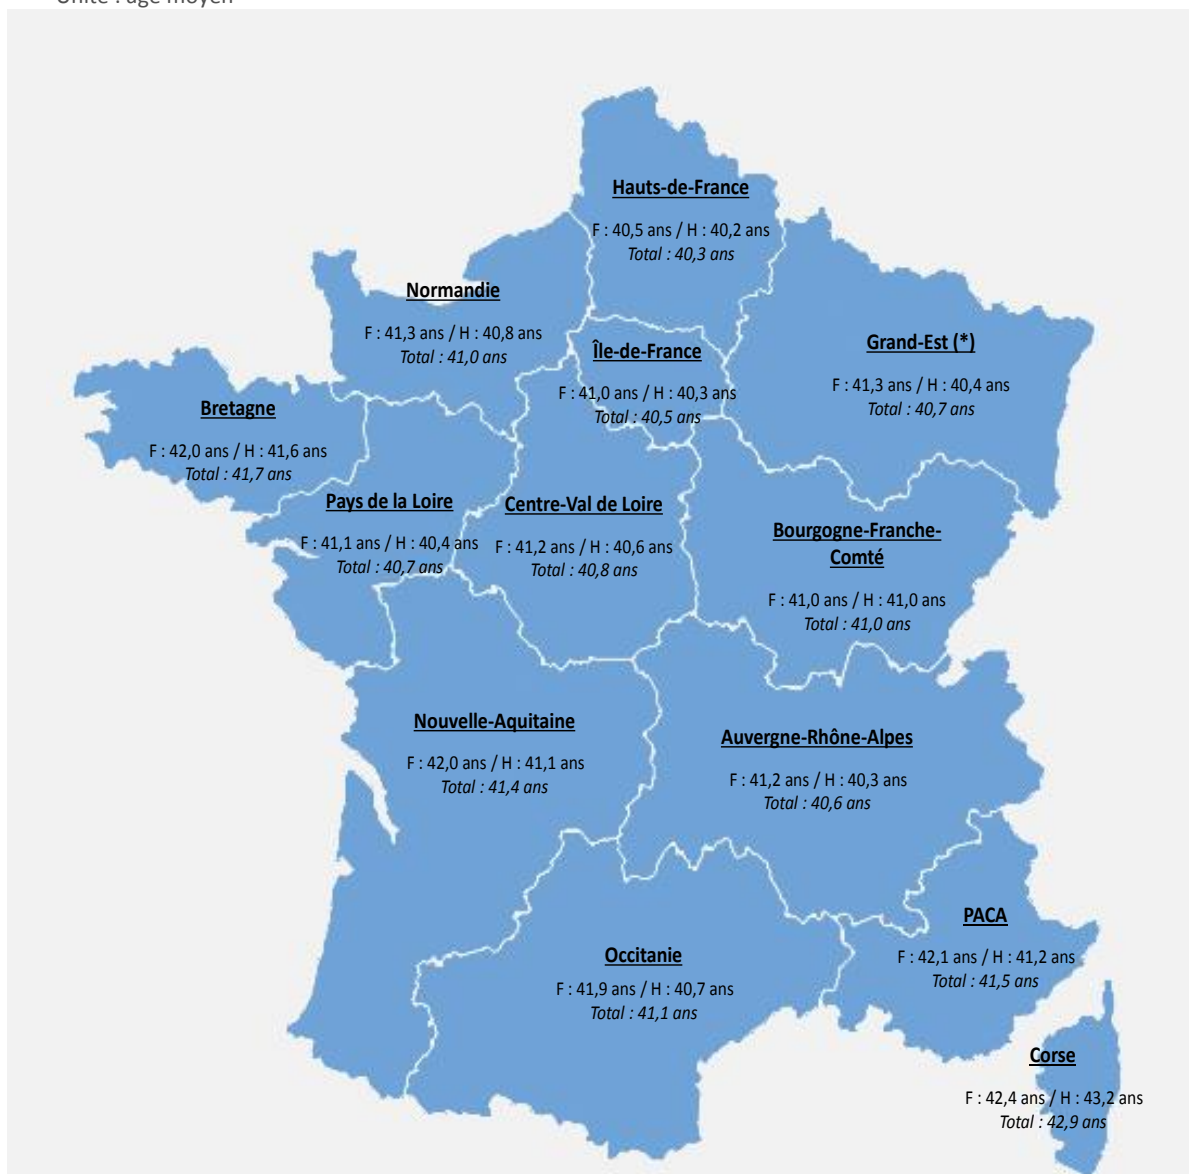 Unité : âge moyen
Hauts-de-France
F : 40,5 ans / H : 40,2 ans
Total : 40,3 ans
Normandie
F : 41,3 ans / H : 40,8 ans
Total : 41,0 ans
Île-de-France
F : 41,0 ans / H : 40,3 ans
Total : 40,5 ans
Grand-Est (*)
F : 41,3 ans / H : 40,4 ans
Total : 40,7 ans
Bretagne
F : 42,0 ans / H : 41,6 ans
Total : 41,7 ans
Pays de la Loire
F : 41,1 ans / H : 40,4 ans
Total : 40,7 ans
Centre-Val de Loire
F : 41,2 ans / H : 40,6 ans
Total : 40,8 ans
Bourgogne-Franche-
Comté
F : 41,0 ans / H : 41,0 ans
Total : 41,0 ans
Nouvelle-Aquitaine
F : 42,0 ans / H : 41,1 ans
Total : 41,4 ans
Auvergne-Rhône-Alpes
F : 41,2 ans / H : 40,3 ans
Total : 40,6 ans
PACA
F : 42,1 ans / H : 41,2 ans
Total : 41,5 ans
Occitanie
F : 41,9 ans / H : 40,7 ans
Total : 41,1 ans
Corse
F : 42,4 ans / H : 43,2 ans
Total : 42,9 ans